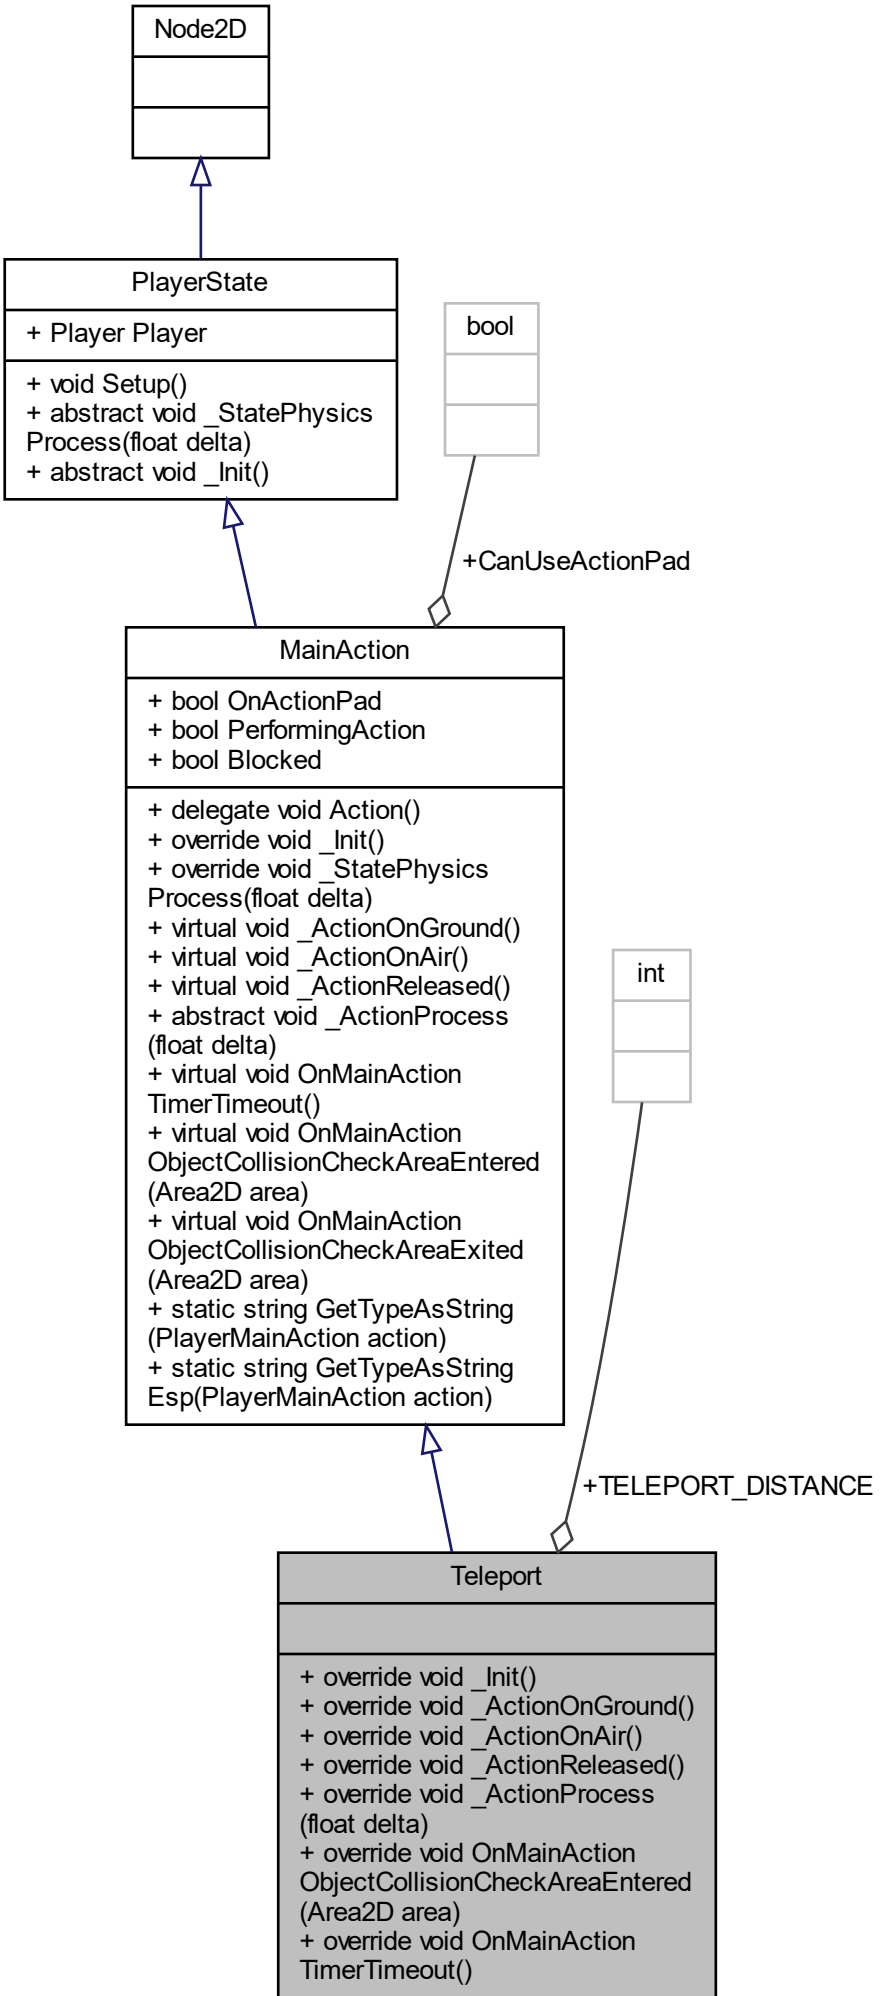 Node2D
PlayerState
+ Player Player
+ void Setup()
+ abstract void _StatePhysics
Process(float delta)
+ abstract void _Init()
bool
+CanUseActionPad
MainAction
+ bool OnActionPad
+ bool PerformingAction
+ bool Blocked
+ delegate void Action()
+ override void _Init()
+ override void _StatePhysics
Process(float delta)
+ virtual void _ActionOnGround()
+ virtual void _ActionOnAir()
+ virtual void _ActionReleased()
+ abstract void _ActionProcess
(float delta)
+ virtual void OnMainAction
TimerTimeout()
+ virtual void OnMainAction
ObjectCollisionCheckAreaEntered
(Area2D area)
+ virtual void OnMainAction
ObjectCollisionCheckAreaExited
(Area2D area)
+ static string GetTypeAsString
(PlayerMainAction action)
+ static string GetTypeAsString
Esp(PlayerMainAction action)
int
+TELEPORT_DISTANCE
Teleport
+ override void _Init()
+ override void _ActionOnGround()
+ override void _ActionOnAir()
+ override void _ActionReleased()
+ override void _ActionProcess
(float delta)
+ override void OnMainAction
ObjectCollisionCheckAreaEntered
(Area2D area)
+ override void OnMainAction
TimerTimeout()